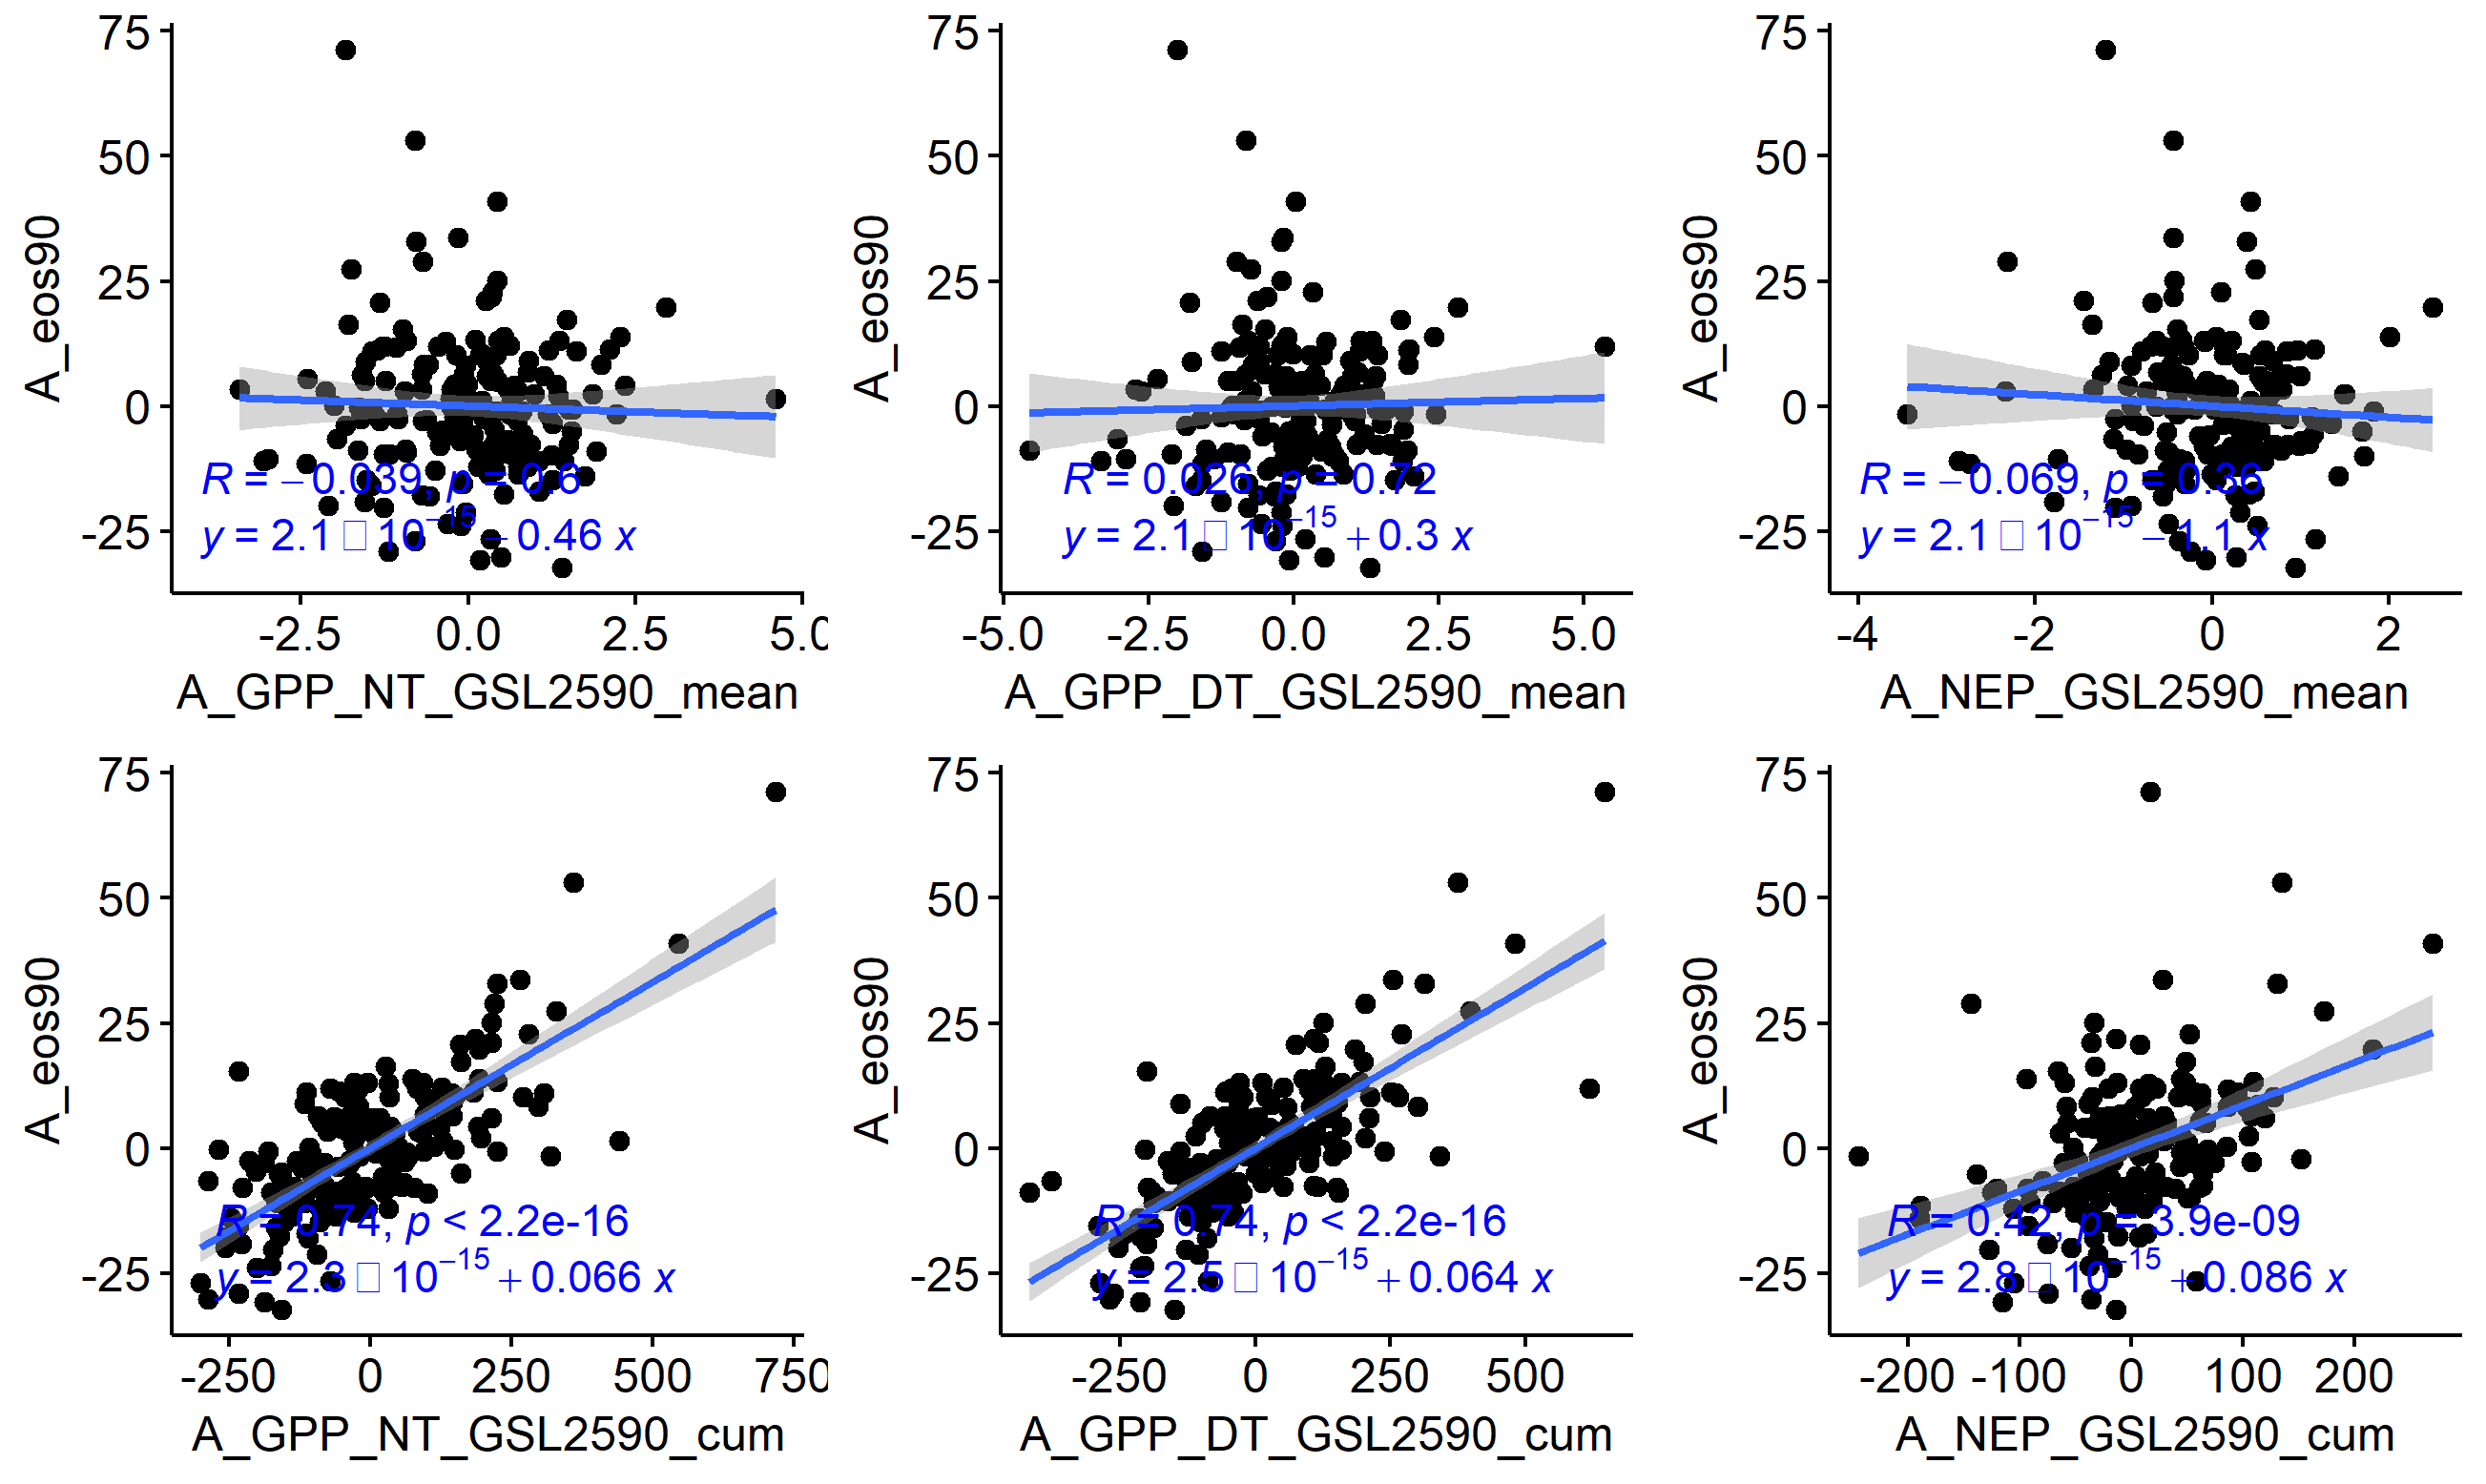 75
50
25
0
-25
A_eos90
R = −0.039, p = 0.6
y = 2.1 □ 10⁻¹⁵ − 0.46 x
-2.5 0.0 2.5 5.0
A_GPP_NT_GSL2590_mean
75
50
25
0
-25
A_eos90
R = 0.026, p = 0.72
y = 2.1 □ 10⁻¹⁵ + 0.3 x
-5.0 -2.5 0.0 2.5 5.0
A_GPP_DT_GSL2590_mean
75
50
25
0
-25
A_eos90
R = −0.069, p = 0.36
y = 2.1 □ 10⁻¹⁵ − 1.1 x
-4 -2 0 2
A_NEP_GSL2590_mean
75
50
25
0
-25
A_eos90
R = 0.74, p < 2.2e-16
y = 2.3 □ 10⁻¹⁵ + 0.066 x
-250 0 250 500 750
A_GPP_NT_GSL2590_cum
75
50
25
0
-25
A_eos90
R = 0.74, p < 2.2e-16
y = 2.5 □ 10⁻¹⁵ + 0.064 x
-250 0 250 500
A_GPP_DT_GSL2590_cum
75
50
25
0
-25
A_eos90
R = 0.42, p = 3.9e-09
y = 2.8 □ 10⁻¹⁵ + 0.086 x
-200 -100 0 100 200
A_NEP_GSL2590_cum